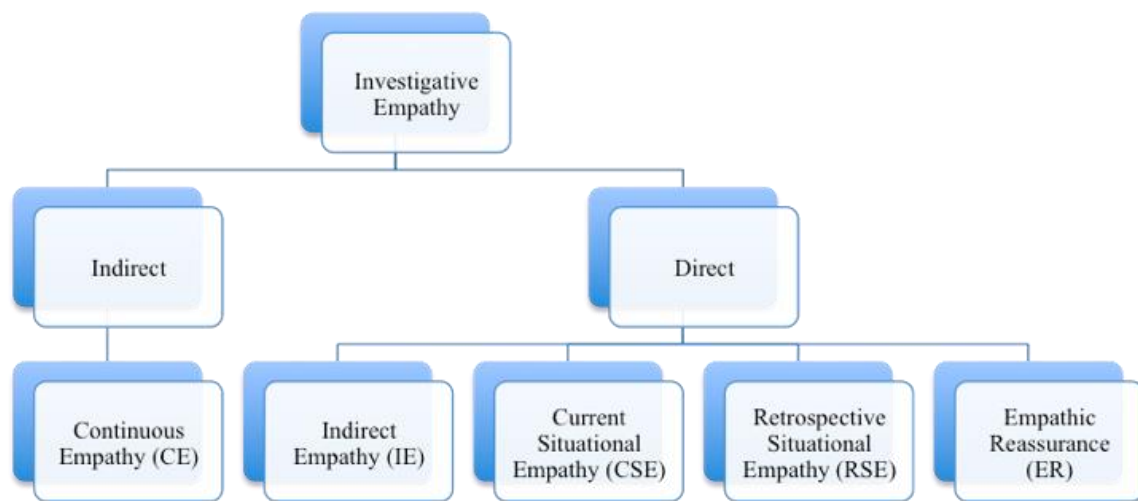 Investigative
Empathy
Indirect
Direct
Continuous
Empathy (CE)
Indirect
Empathy (IE)
Current
Situational
Empathy (CSE)
Retrospective
Situational
Empathy (RSE)
Empathic
Reassurance
(ER)